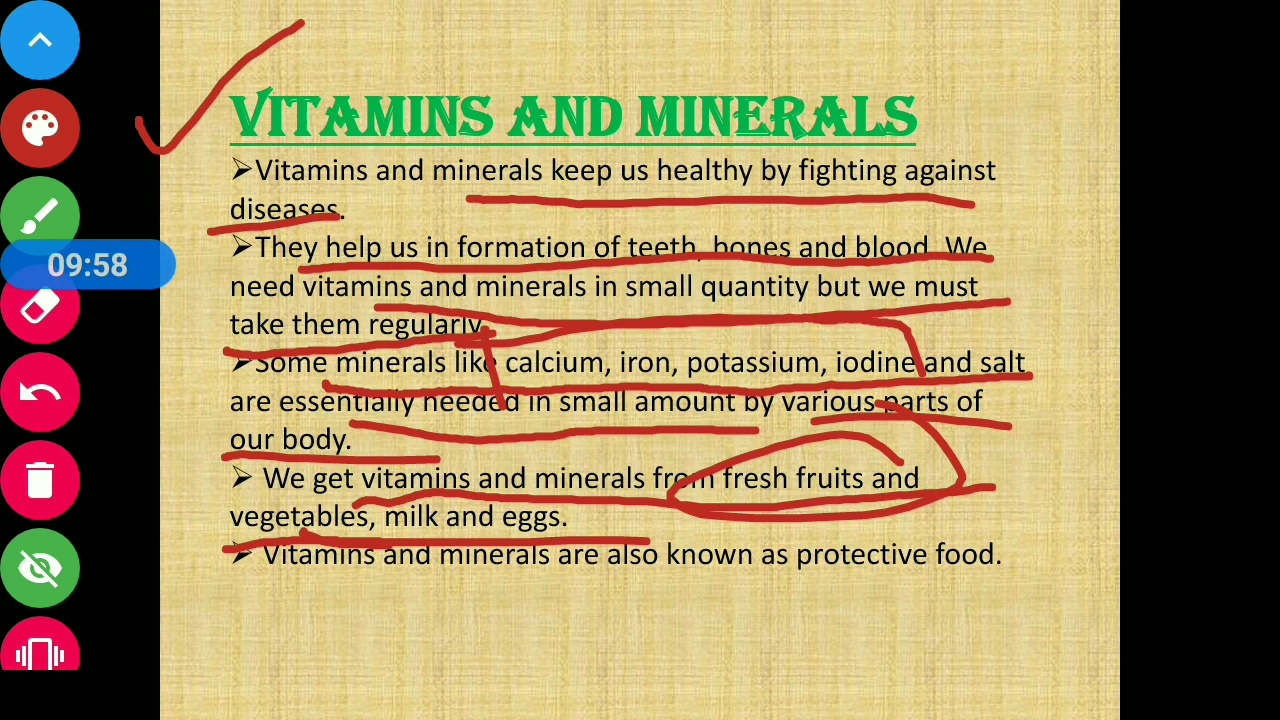 VITAMINS AND MINERALS
➢Vitamins and minerals keep us healthy by fighting against
diseases.
➢They help us in formation of teeth, bones and blood. We
need vitamins and minerals in small quantity but we must
take them regularly.
➢Some minerals like calcium, iron, potassium, iodine and salt
are essentially needed in small amount by various parts of
our body.
➢ We get vitamins and minerals from fresh fruits and
vegetables, milk and eggs.
➢ Vitamins and minerals are also known as protective food.
09:58